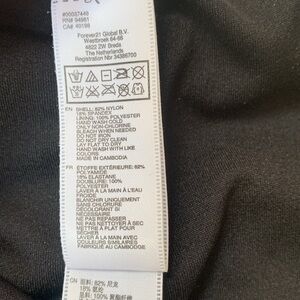 #00087449
RN# 94661
CA# 40198
Forever21 Global B.V.
Westbroek 64-66
4822 ZW Breda
The Netherlands
Registration Nbr 34386700
EN SHELL: 82% NYLON
18% SPANDEX
LINING: 100% POLYESTER
HAND WASH COLD
ONLY NON-CHLORINE
BLEACH WHEN NEEDED
DO NOT IRON
DO NOT DRY CLEAN
LAY FLAT TO DRY
HAND WASH WITH LIKE
COLORS
MADE IN CAMBODIA
FR ÉTOFFE EXTÉRIEURE: 82%
POLYAMIDE
18% ELASTANE
DOUBLURE: 100%
POLYESTER
LAVER À LA MAIN À L'EAU
FROIDE
BLANCHIR UNIQUEMENT
SANS CHLORURE
DÉCOLORANT SI
NÉCESSAIRE
NE PAS REPASSER
NE PAS NETTOYER À SEC
METTRE À PLAT POUR
SÉCHER
LAVER À LA MAIN AVEC
COULEURS SIMILAIRES
FABRIQUÉ AU CAMBODGE
CN 面料: 82% 尼龙
18% 氨纶
里料: 100% 聚酯纤维